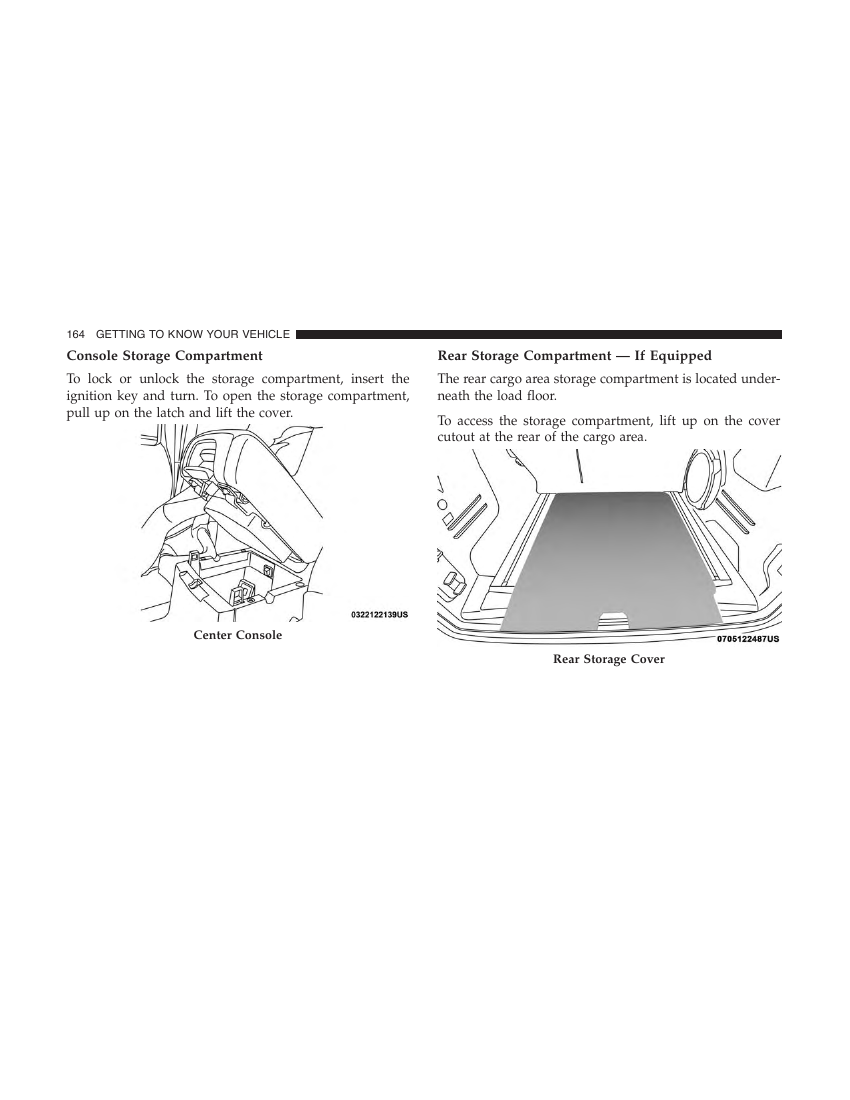 164 GETTING TO KNOW YOUR VEHICLE
Console Storage Compartment
To lock or unlock the storage compartment, insert the
ignition key and turn. To open the storage compartment,
pull up on the latch and lift the cover.
0322122139US
Center Console
Rear Storage Compartment — If Equipped
The rear cargo area storage compartment is located under-
neath the load floor.
To access the storage compartment, lift up on the cover
cutout at the rear of the cargo area.
0705122487US
Rear Storage Cover